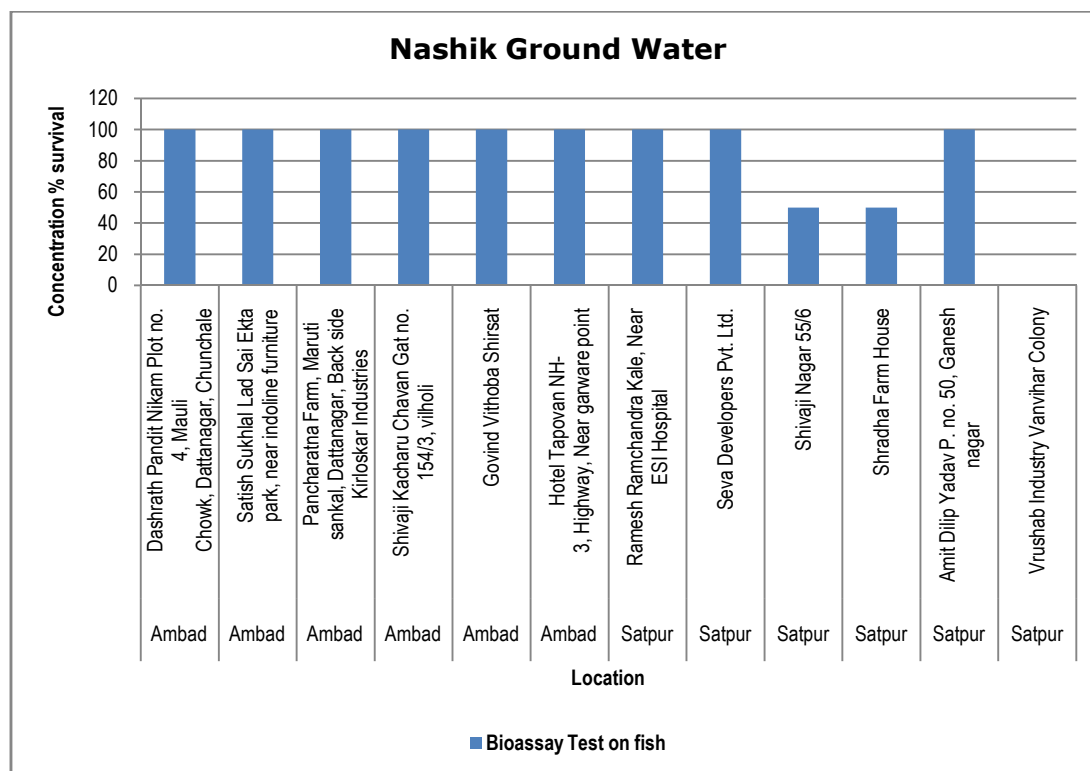 Nashik Ground Water
Concentration % survival
120
100
80
60
40
20
0
Dashrath Pandit Nikam Plot no.
4, Mauli
Chowk, Dattanagar, Chunchale
Satish Sukhlal Lad Sai Ekta
park, near indoline furniture
Pancharatna Farm, Maruti
sankal, Dattanagar, Back side
Kirloskar Industries
Shivaji Kacharu Chavan Gat no.
154/3, vilholi
Govind Vithoba Shirsat
Hotel Tapovan NH-
3, Highway, Near garware point
Ramesh Ramchandra Kale, Near
ESI Hospital
Seva Developers Pvt. Ltd.
Shivaji Nagar 55/6
Shradha Farm House
Amit Dilip Yadav P. no. 50, Ganesh
nagar
Vrushab Industry Vanvihar Colony
Ambad Ambad Ambad Ambad Ambad Ambad Satpur Satpur Satpur Satpur Satpur Satpur
Location
Bioassay Test on fish